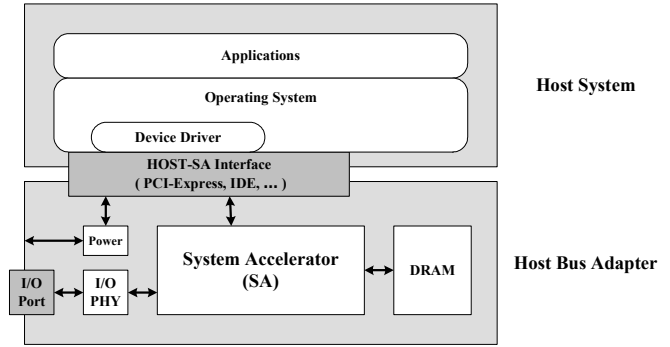 Applications
Operating System
Device Driver
Host System
HOST-SA Interface
( PCI-Express, IDE, ... )
Power
System Accelerator
(SA)
DRAM
Host Bus Adapter
I/O
Port
I/O
PHY